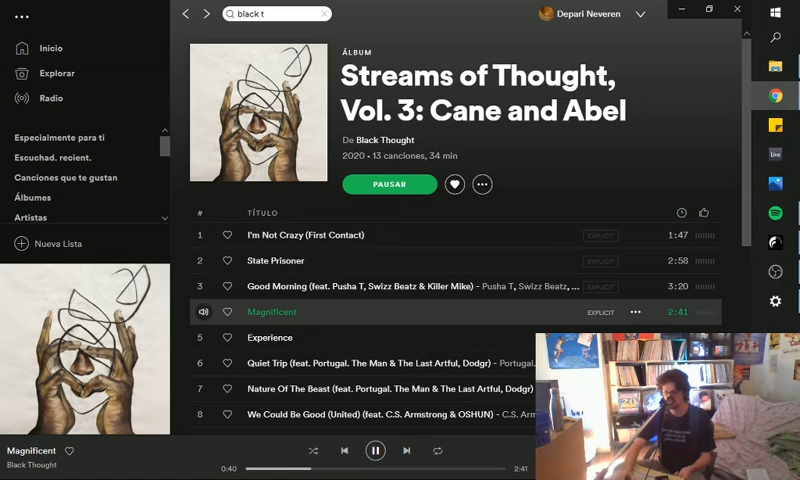 black t
Depari Neveren
Inicio
Explorar
Radio
Especialmente para ti
Escuchad. recient.
Canciones que te gustan
Álbumes
Artistas
Nueva Lista
ÁLBUM
Streams of Thought,
Vol. 3: Cane and Abel
De Black Thought
2020 • 13 canciones, 34 min
PAUSAR
# TÍTULO
1 I'm Not Crazy (First Contact) EXPLICIT 1:47
2 State Prisoner EXPLICIT 2:58
3 Good Morning (feat. Pusha T, Swizz Beatz & Killer Mike) - Pusha T, Swizz Beatz, ... EXPLICIT 3:20
Magnificent EXPLICIT 2:41
5 Experience
6 Quiet Trip (feat. Portugal. The Man & The Last Artful, Dodgr) - Portugal.
7 Nature Of The Beast (feat. Portugal. The Man & The Last Artful, Dodgr)
8 We Could Be Good (United) (feat. C.S. Armstrong & OSHUN) - C.S. Arm
Magnificent
Black Thought
0:40
2:41
live